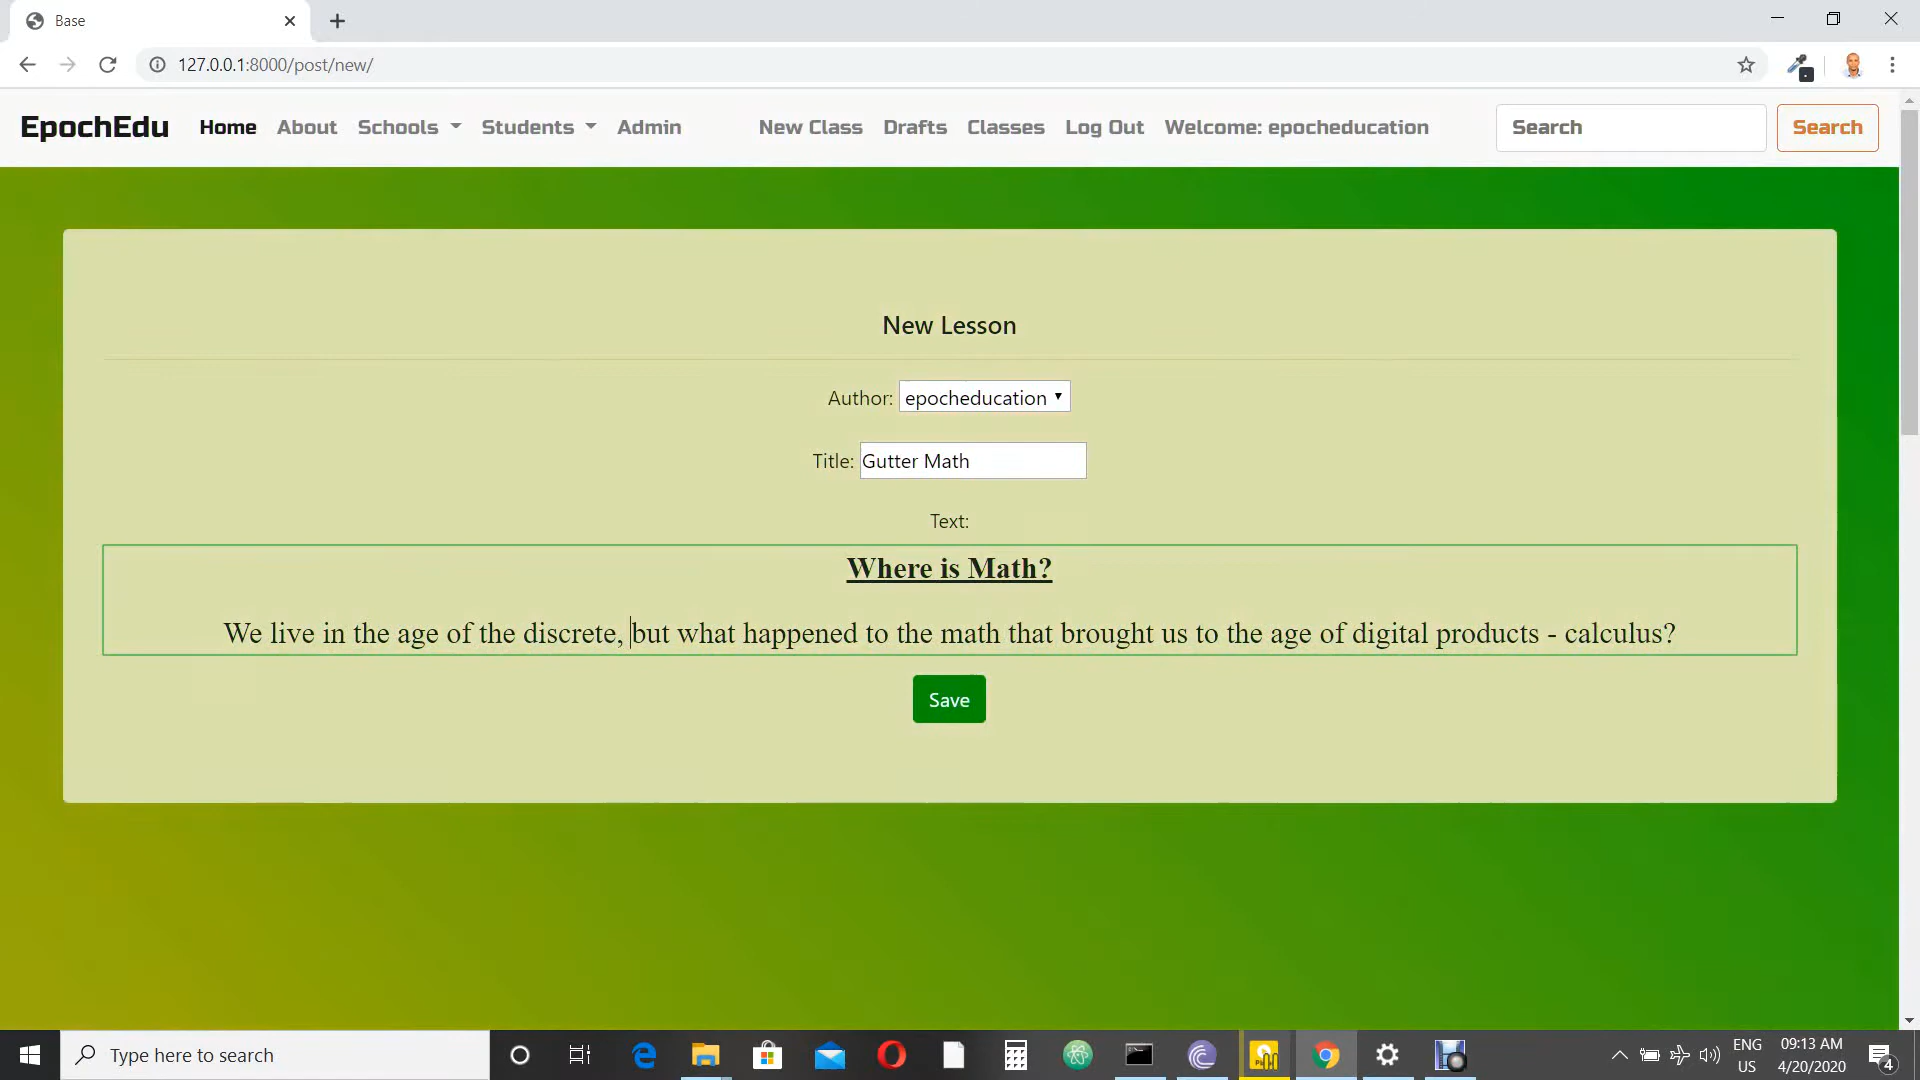 Base
127.0.0.1:8000/post/new/
EpochEdu Home About Schools Students Admin New Class Drafts Classes Log Out Welcome: epocheducation Search Search
New Lesson
Author: epocheducation
Title: Gutter Math
Text:
Where is Math?
We live in the age of the discrete, but what happened to the math that brought us to the age of digital products - calculus?
Save
Type here to search
ENG
US
09:13 AM
4/20/2020
4